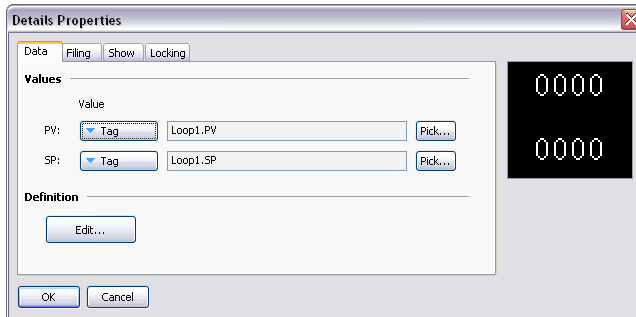 Details Properties
Data Filing Show Locking
Values
Value
PV: Tag Loop1.PV Pick...
SP: Tag Loop1.SP Pick...
Definition
Edit...
OK Cancel
0000
0000